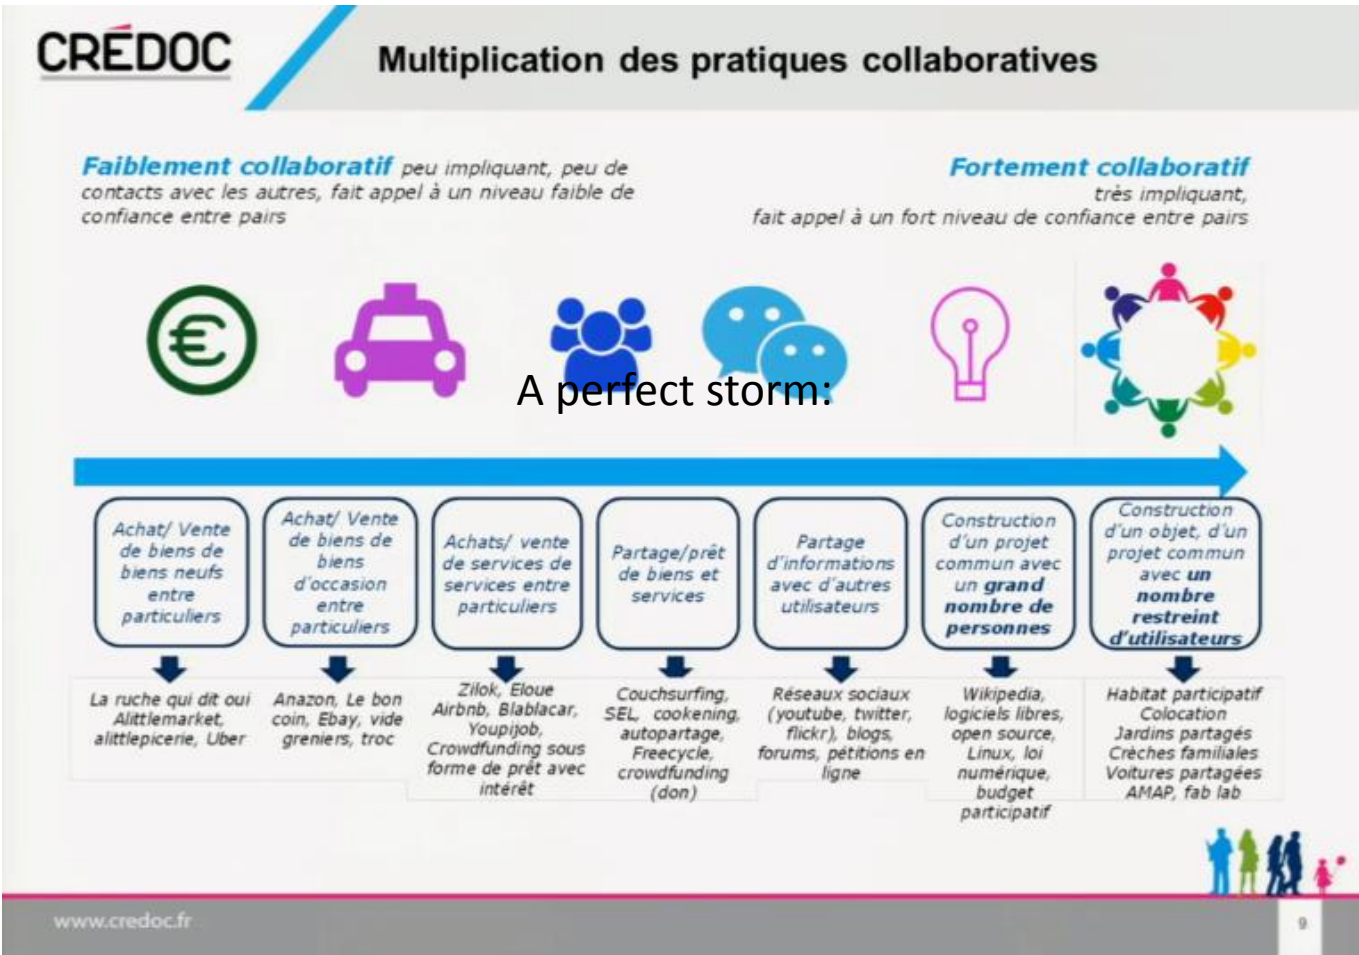 CRÉDOC
Multiplication des pratiques collaboratives
Faiblement collaboratif peu impliquant, peu de
contacts avec les autres, fait appel à un niveau faible de
confiance entre pairs
Fortement collaboratif
très impliquant,
fait appel à un fort niveau de confiance entre pairs
A perfect storm:
Achat/ Vente
de biens de
biens neufs
entre
particuliers
Achat/ Vente
de biens de
biens
d'occasion
entre
particuliers
Achats/ vente
de services de
services entre
particuliers
Partage/prêt
de biens et
services
Partage
d'informations
avec d'autres
utilisateurs
Construction
d'un projet
commun avec
un grand
nombre de
personnes
Construction
d'un objet, d'un
projet commun
avec un
nombre
restreint
d'utilisateurs
La ruche qui dit oui
Alittlemarket,
alittlepicerie, Uber
Anazon, Le bon
coin, Ebay, vide
greniers, troc
Zilok, Eloue
Airbnb, Blablacar,
Youpijob,
Crowdfunding sous
forme de prêt avec
intérêt
Couchsurfing,
SEL, cookening,
autopartage,
Freecycle,
crowdfunding
(don)
Réseaux sociaux
(youtube, twitter,
flickr), blogs,
forums, pétitions en
ligne
Wikipedia,
logiciels libres,
open source,
Linux, loi
numérique,
budget
participatif
Habitat participatif
Colocation
Jardins partagés
Crèches familiales
Voitures partagées
AMAP, fab lab
www.credoc.fr
9